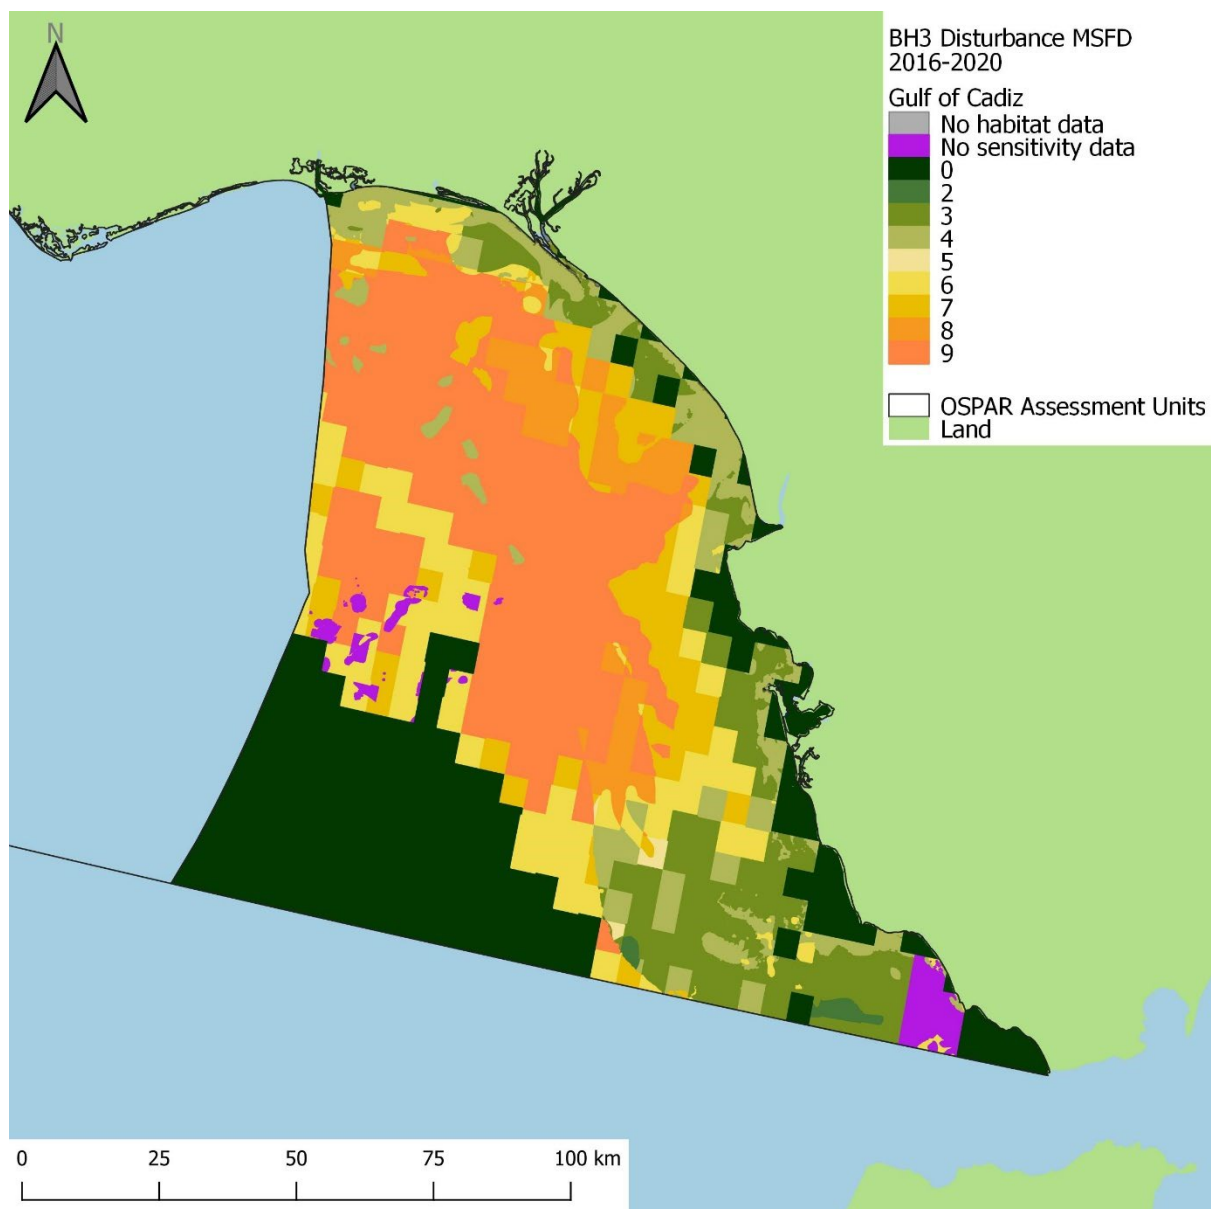 N
BH3 Disturbance MSFD
2016-2020
Gulf of Cadiz
No habitat data
No sensitivity data
0
2
3
4
5
6
7
8
9
OSPAR Assessment Units
Land
0 25 50 75 100 km